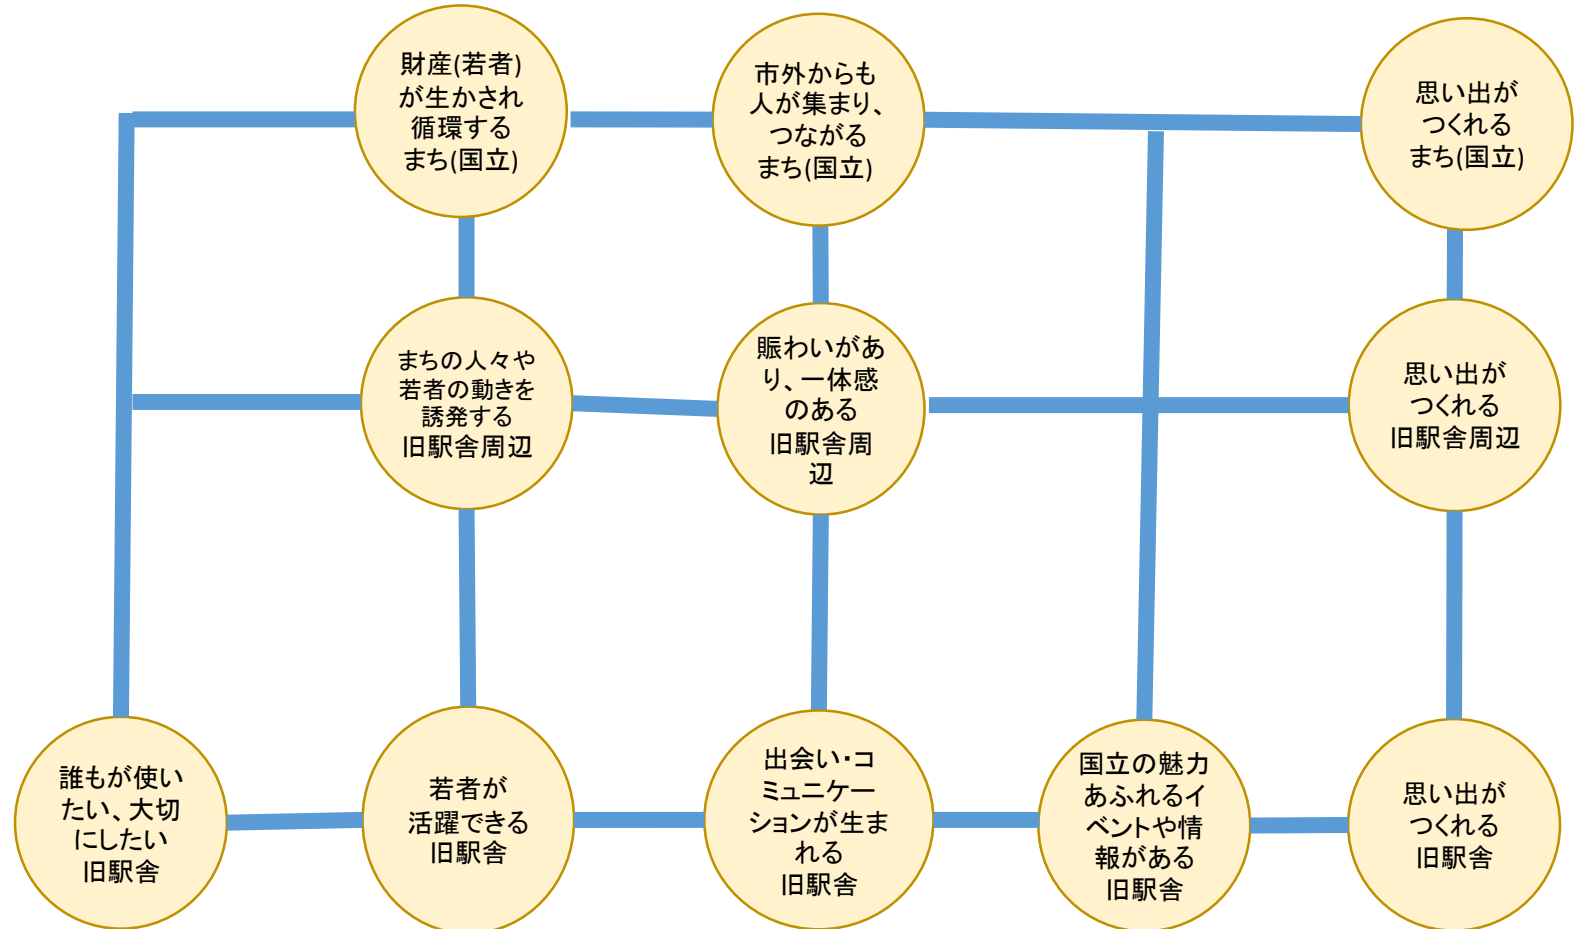 財産(若者)
が生かされ
循環する
まち(国立)
市外からも
人が集まり、
つながる
まち(国立)
思い出が
つくれる
まち(国立)
まちの人々や
若者の動きを
誘発する
旧駅舎周辺
賑わいがあ
り、一体感
のある
旧駅舎周
辺
思い出が
つくれる
旧駅舎周辺
誰もが使い
たい、大切
にしたい
旧駅舎
若者が
活躍できる
旧駅舎
出会い・コ
ミュニケー
ションが生ま
れる
旧駅舎
国立の魅力
あふれるイ
ベントや情
報がある
旧駅舎
思い出が
つくれる
旧駅舎